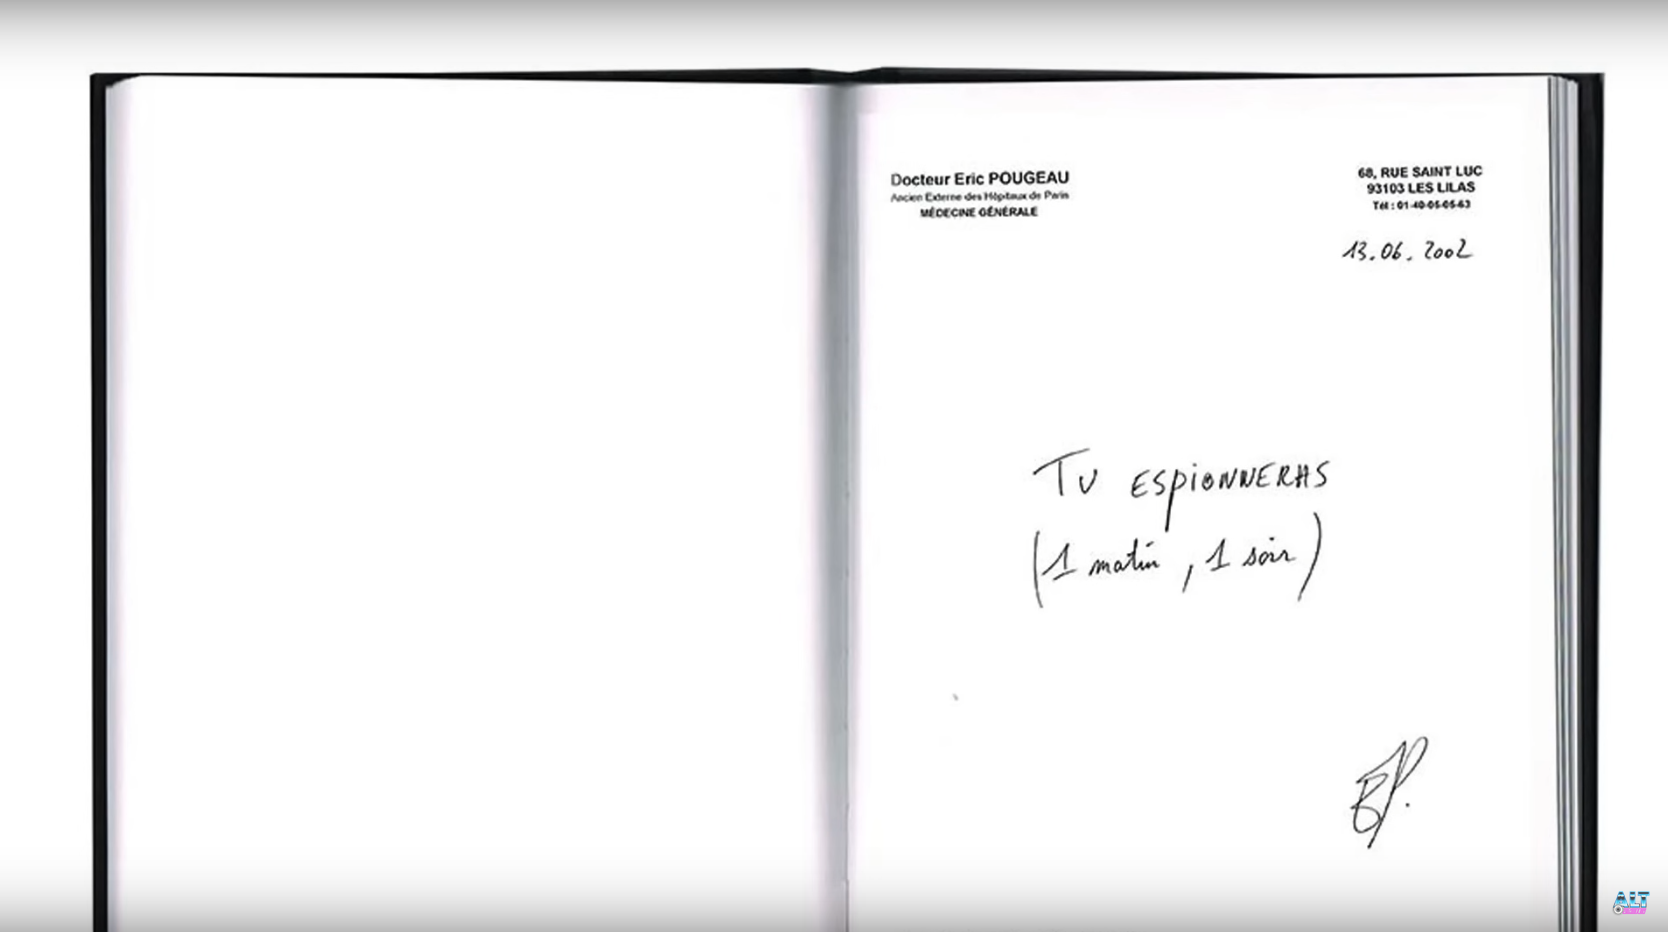 Docteur Eric POUGEAU
Ancien Externe des Hôpitaux de Paris
MÉDECINE GÉNÉRALE
68, RUE SAINT LUC
93103 LES LILAS
Tél : 01-40-05-05-63
13.06.2002
TU ESPIONNERAS
(1 matin, 1 soir)
EP.
ALT